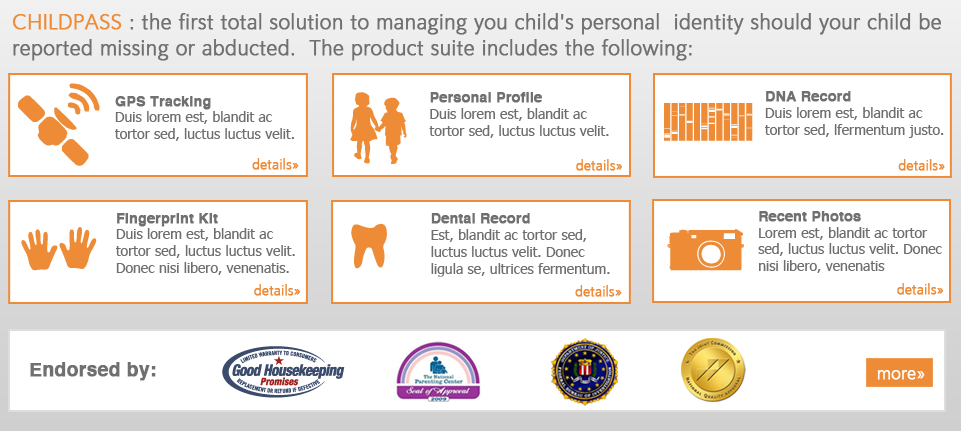 CHILDPASS : the first total solution to managing you child's personal identity should your child be
reported missing or abducted. The product suite includes the following:
GPS Tracking
Duis lorem est, blandit ac
tortor sed, luctus luctus velit.
details»
Personal Profile
Duis lorem est, blandit ac
tortor sed, luctus luctus velit.
details»
DNA Record
Duis lorem est, blandit ac
tortor sed, lfermentum justo.
details»
Fingerprint Kit
Duis lorem est, blandit ac
tortor sed, luctus luctus velit.
Donec nisi libero, venenatis.
details»
Dental Record
Est, blandit ac tortor sed,
luctus luctus velit. Donec
ligula se, ultrices fermentum.
details»
Recent Photos
Lorem est, blandit ac tortor
sed, luctus luctus velit. Donec
nisi libero, venenatis
details»
Endorsed by:
LIMITED WARRANTY TO CONSUMERS
Good Housekeeping
Promises
REPLACEMENT OR REFUND IF DEFECTIVE
The National
Parenting Center
Seal of Approval
2009
The Joint Commission
NATIONAL QUALITY APPROVAL
more»